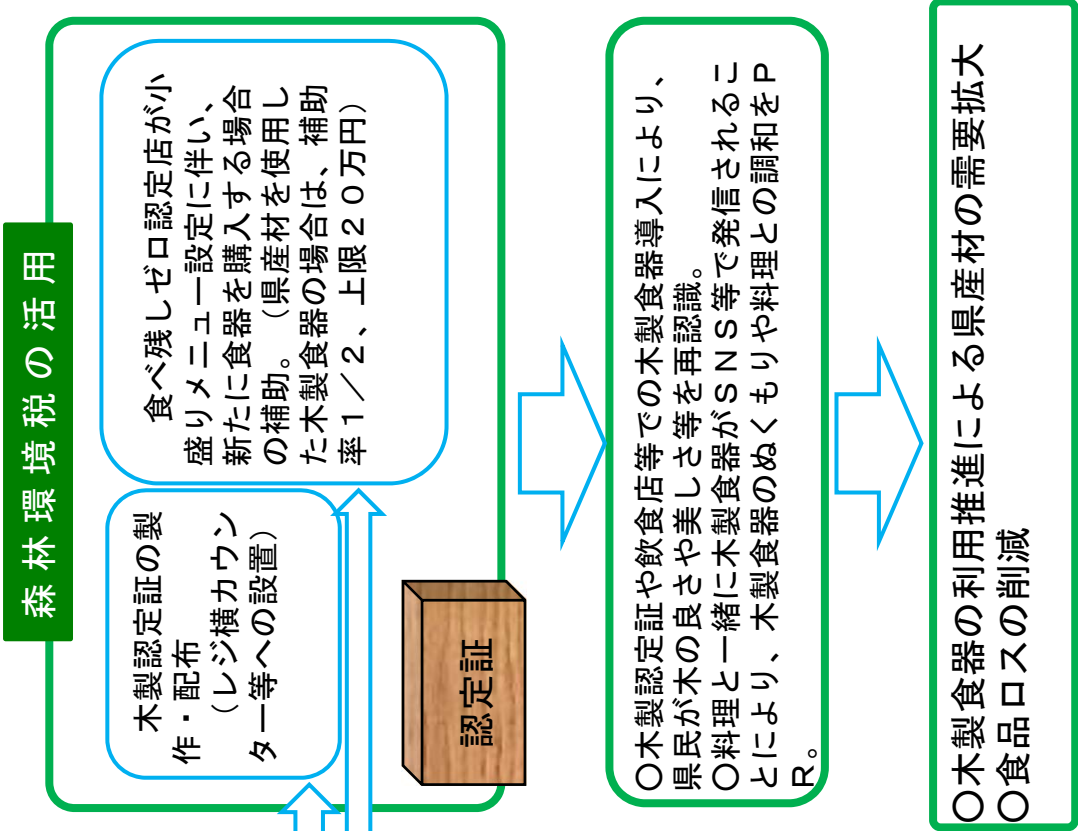 森林環境税の活用
木製認定証の製
作・配布
（レジ横カウン
ター等への設置）
食べ残しゼロ認定店が小
盛りメニュー設定に伴い、
新たに食器を購入する場合
の補助。（県産材を使用し
た木製食器の場合は、補助
率１／２、上限２０万円）
認定証
○木製認定証や飲食店等での木製食器導入により、
県民が木の良さや美しさ等を再認識。
○料理と一緒に木製食器がＳＮＳ等で発信されるこ
とにより、木製食器のぬくもりや料理との調和をＰ
Ｒ。
○木製食器の利用推進による県産材の需要拡大
○食品ロスの削減